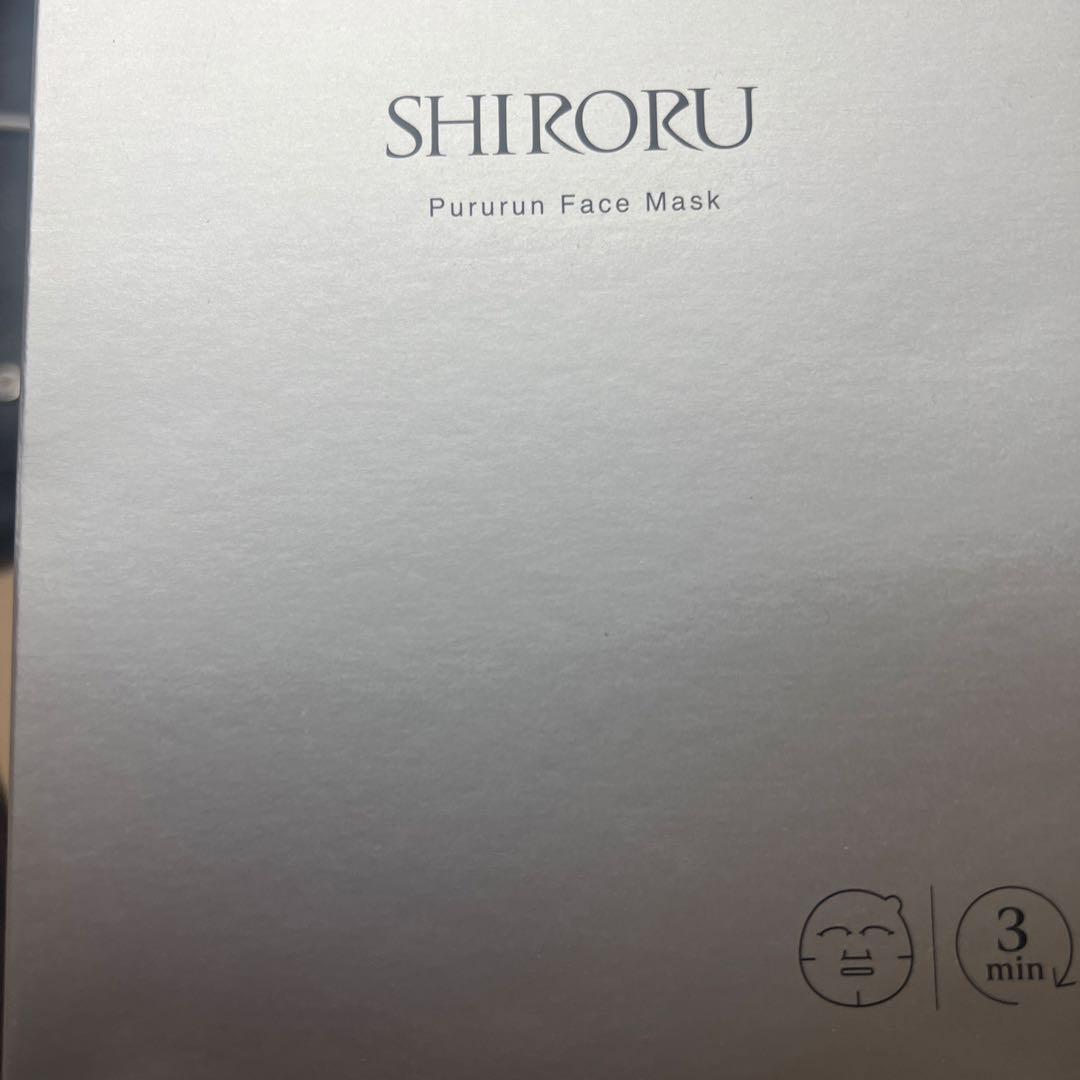 SHIRORU
Pururun Face Mask
3
min